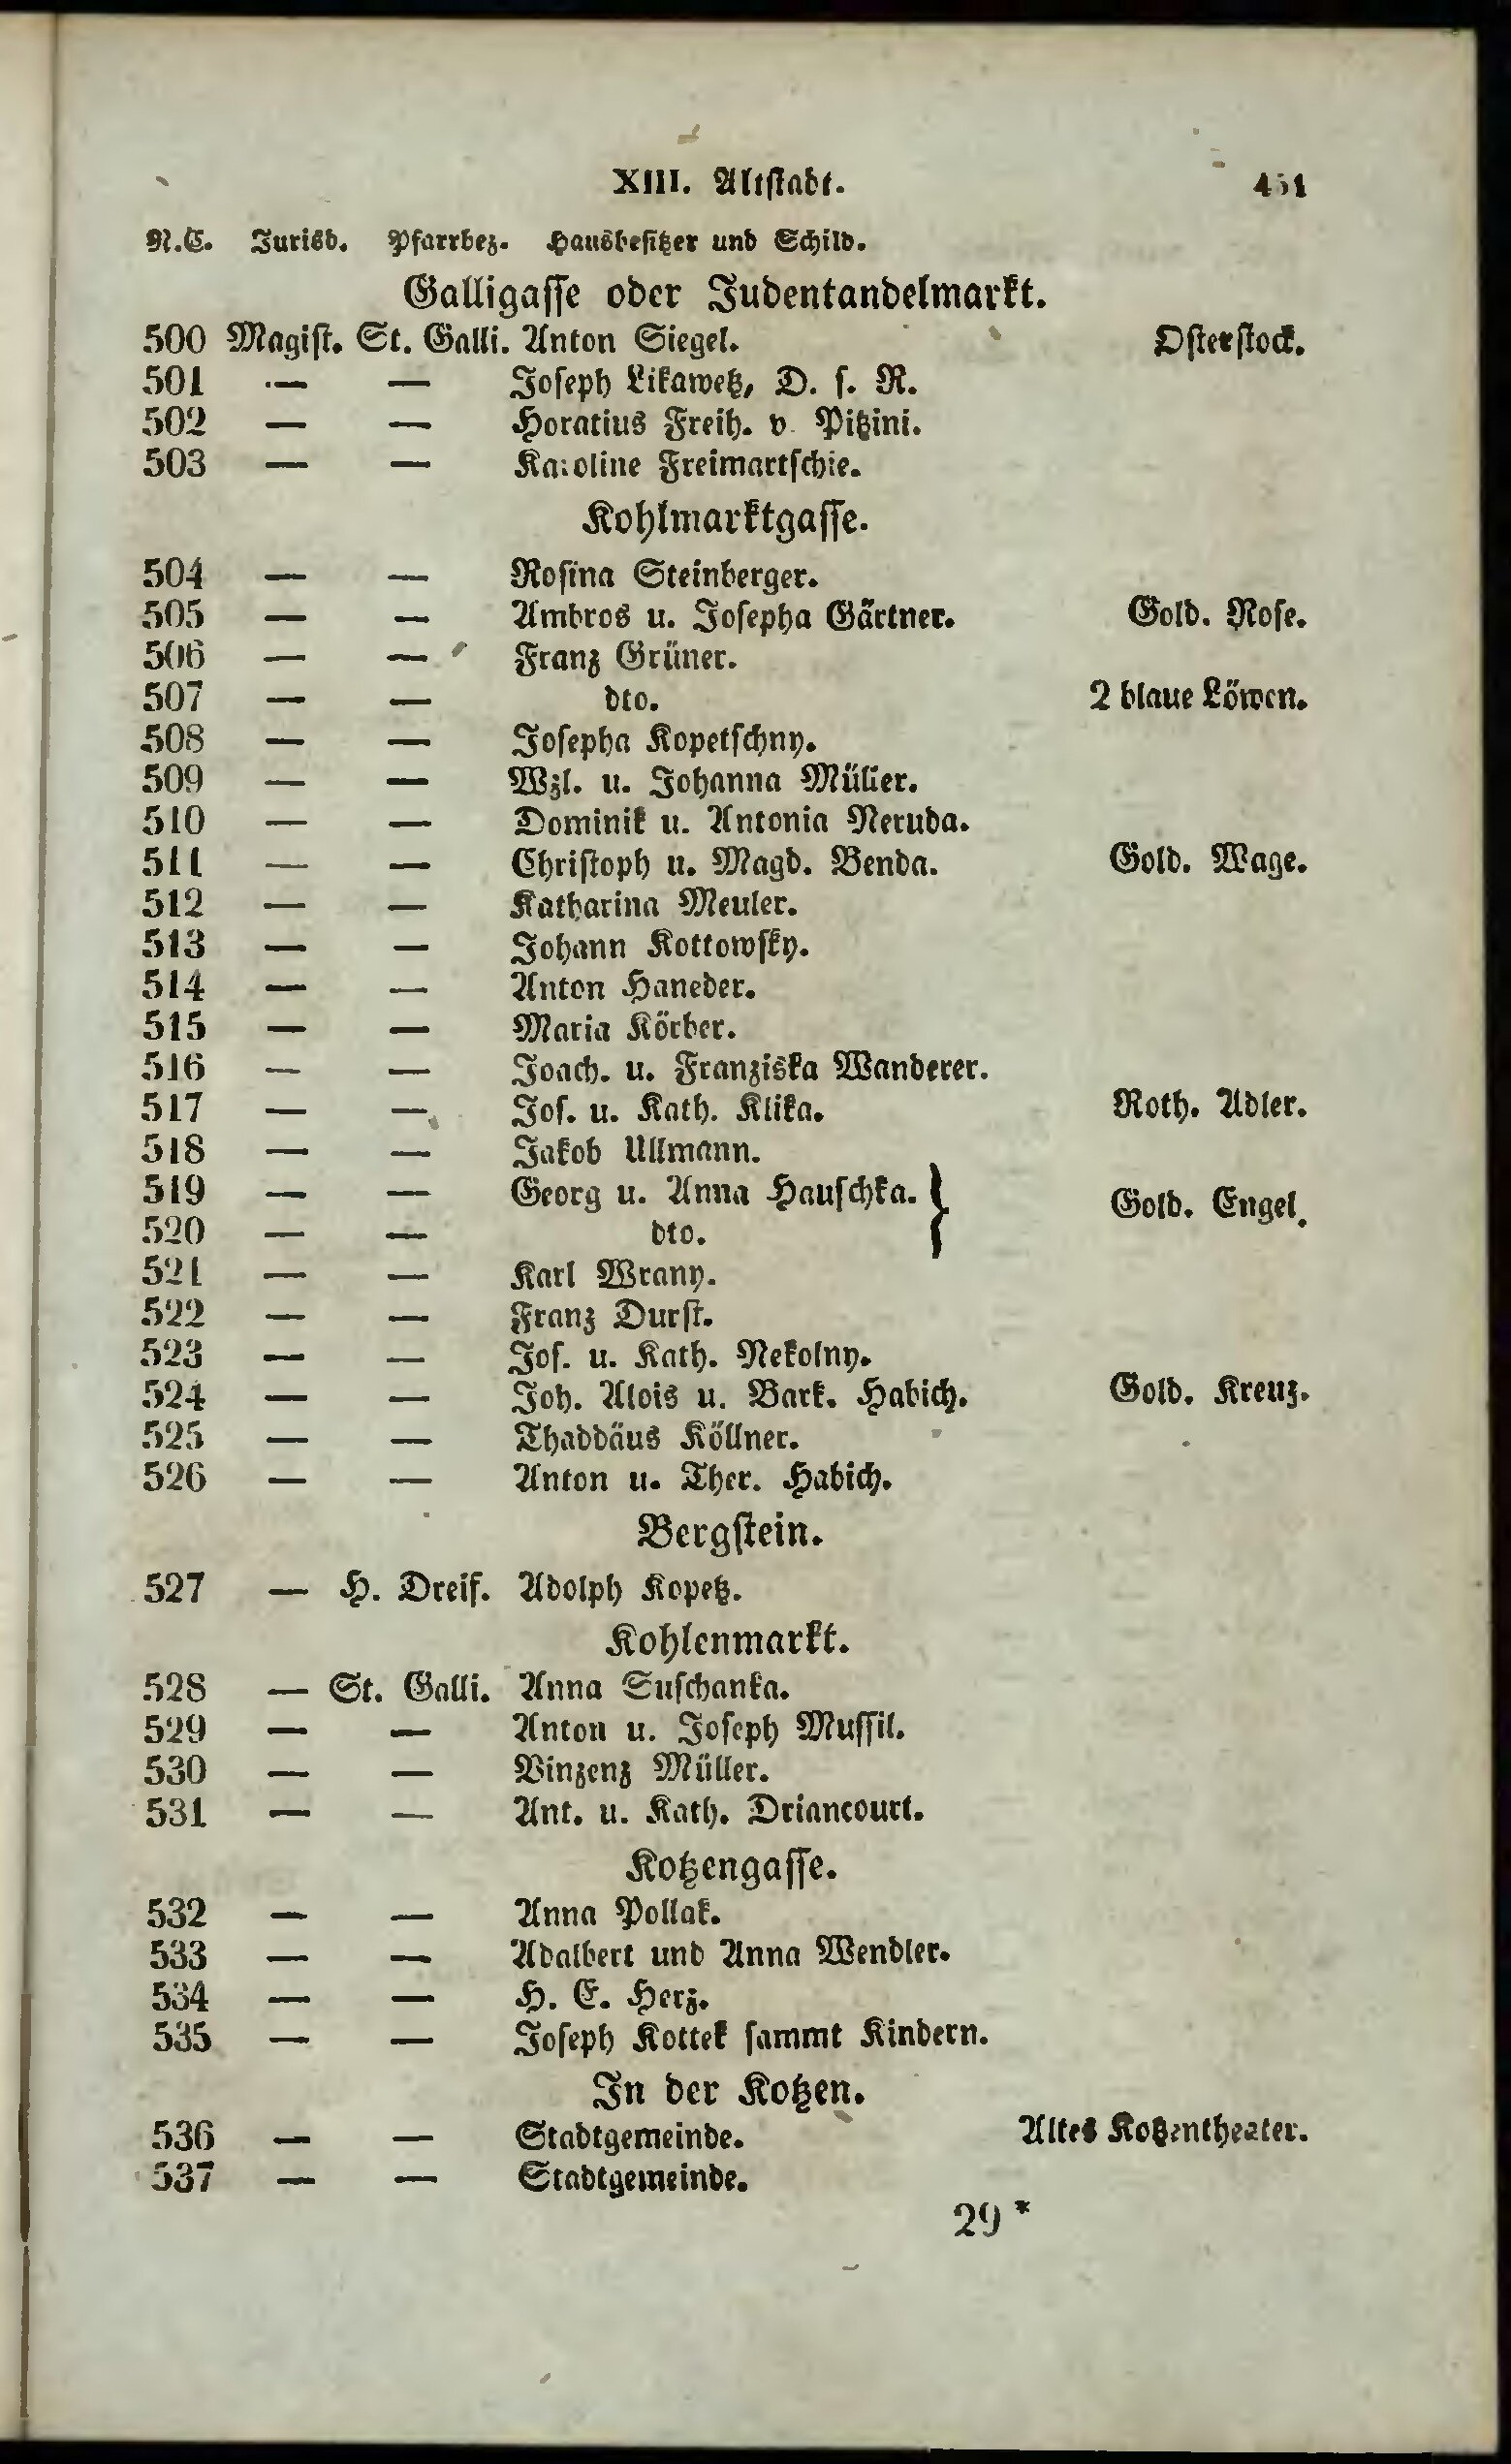 XIII. Altstadt. 451
N.C. Jurisd. Pfarrbez. Hausbesitzer und Schild.
Galligasse oder Judentandelmarkt.
500 Magist. St. Galli. Anton Siegel. Osterstock.
501 — — Joseph Likawetz, D. s. R.
502 — — Horatius Freih. v. Pitzini.
503 — — Karoline Freimartschie.
Kohlmarktgasse.
504 — — Rosina Steinberger.
505 — — Ambros u. Josepha Gärtner. Gold. Rose.
506 — — Franz Grüner.
507 — — dto. 2 blaue Löwen.
508 — — Josepha Kopetschny.
509 — — Wzl. u. Johanna Müller.
510 — — Dominik u. Antonia Neruda.
511 — — Christoph u. Magd. Benda. Gold. Wage.
512 — — Katharina Meuler.
513 — — Johann Kottowsky.
514 — — Anton Haneder.
515 — — Maria Körber.
516 — — Joach. u. Franziska Wanderer.
517 — — Jos. u. Kath. Klika. Roth. Adler.
518 — — Jakob Ullmann.
519 — — Georg u. Anna Hauschka. } Gold. Engel.
520 — — dto.
521 — — Karl Wrany.
522 — — Franz Durst.
523 — — Jos. u. Kath. Nekolny.
524 — — Joh. Alois u. Barb. Habich. Gold. Kreuz.
525 — — Thaddäus Köllner.
526 — — Anton u. Ther. Habich.
Bergstein.
527 — H. Dreif. Adolph Kopetz.
Kohlenmarkt.
528 — St. Galli. Anna Suschanka.
529 — — Anton u. Joseph Mussil.
530 — — Vinzenz Müller.
531 — — Ant. u. Kath. Driancourt.
Kotzengasse.
532 — — Anna Pollak.
533 — — Adalbert und Anna Wendler.
534 — — H. E. Herz.
535 — — Joseph Kottek sammt Kindern.
In der Kotzen.
536 — — Stadtgemeinde. Altes Kotzentheater.
537 — — Stadtgemeinde.
29*